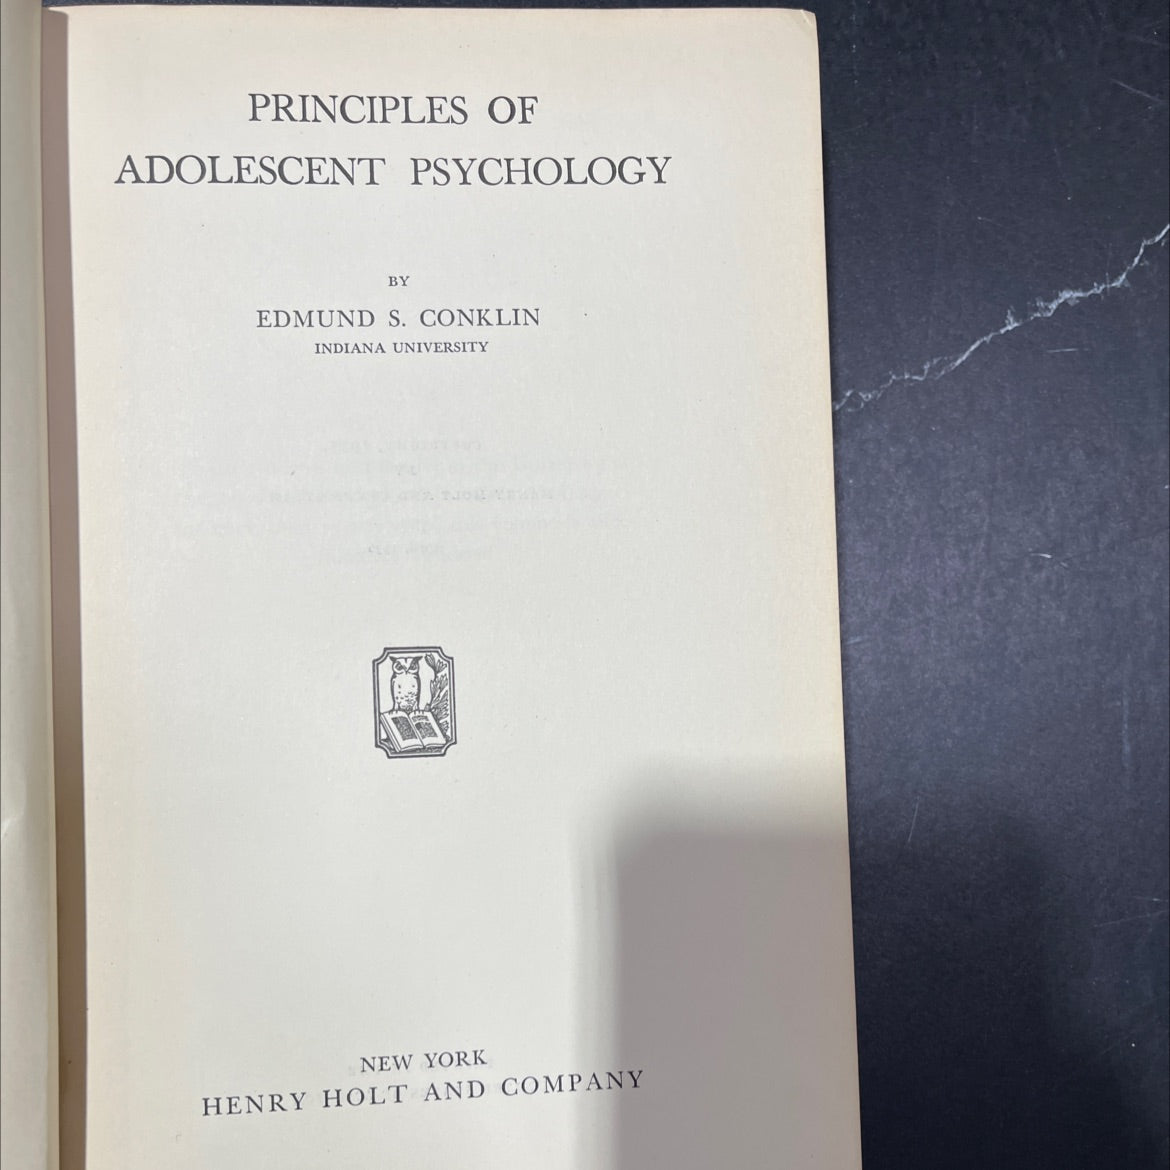 PRINCIPLES OF
ADOLESCENT PSYCHOLOGY
BY
EDMUND S. CONKLIN
INDIANA UNIVERSITY
NEW YORK
HENRY HOLT AND COMPANY